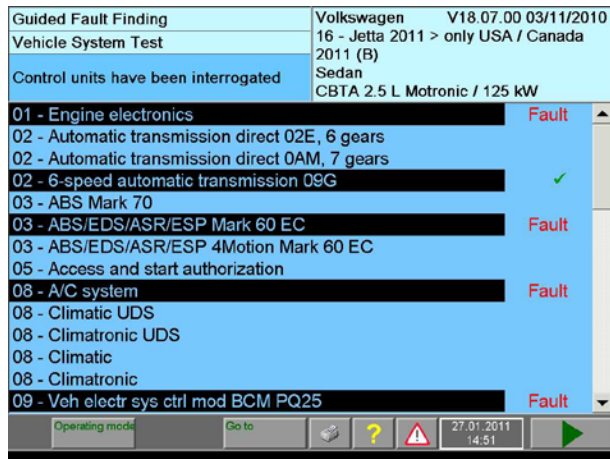 Guided Fault Finding
Vehicle System Test
Control units have been interrogated
Volkswagen V18.07.00 03/11/2010
16 - Jetta 2011 > only USA / Canada
2011 (B)
Sedan
CBTA 2.5 L Motronic / 125 kW
01 - Engine electronics Fault
02 - Automatic transmission direct 02E, 6 gears
02 - Automatic transmission direct 0AM, 7 gears
02 - 6-speed automatic transmission 09G ✓
03 - ABS Mark 70
03 - ABS/EDS/ASR/ESP Mark 60 EC Fault
03 - ABS/EDS/ASR/ESP 4Motion Mark 60 EC
05 - Access and start authorization
08 - A/C system Fault
08 - Climatic UDS
08 - Climatronic UDS
08 - Climatic
08 - Climatronic
09 - Veh electr sys ctrl mod BCM PQ25 Fault
Operating mode Go to ? 27.01.2011
14:51